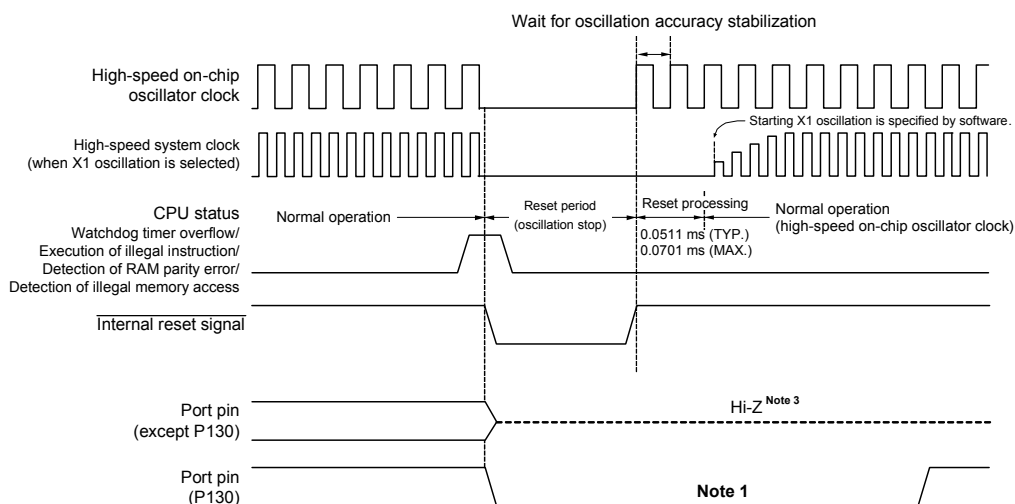 Wait for oscillation accuracy stabilization
High-speed on-chip
oscillator clock
Starting X1 oscillation is specified by software.
High-speed system clock
(when X1 oscillation is selected)
CPU status
Normal operation
Reset period
(oscillation stop)
Reset processing
0.0511 ms (TYP.)
0.0701 ms (MAX.)
Normal operation
(high-speed on-chip oscillator clock)
Watchdog timer overflow/
Execution of illegal instruction/
Detection of RAM parity error/
Detection of illegal memory access
Internal reset signal
Port pin
(except P130)
Hi-Z Note 3
Port pin
(P130)
Note 1